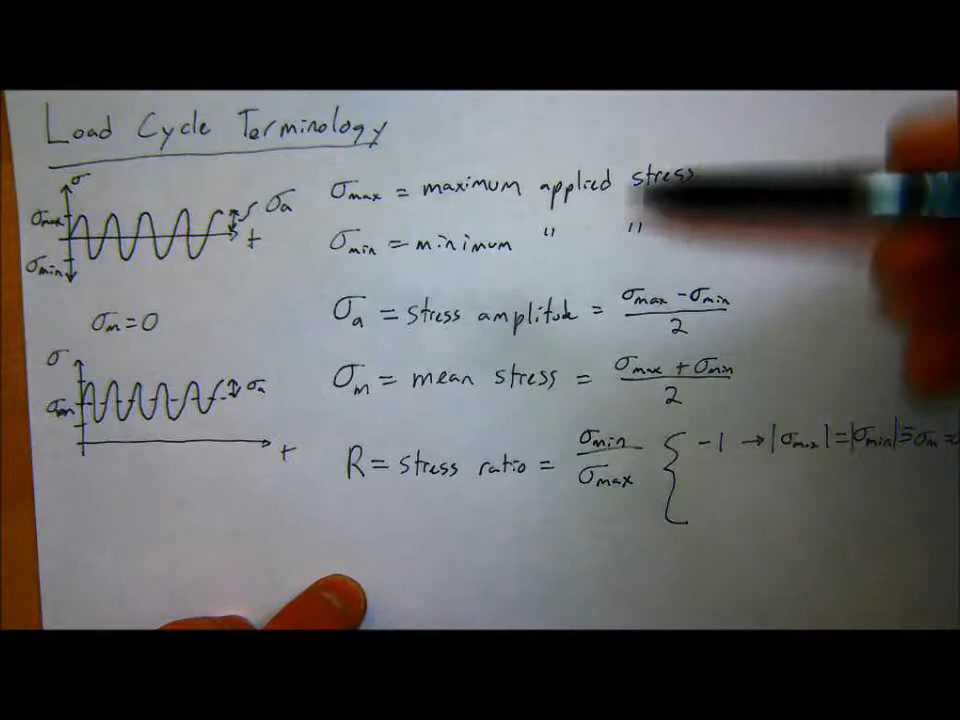 Load Cycle Terminology
σ
σmax
σa
t
σmin
σm = 0
σ
σm
σa
t
σmax = maximum applied stress
σmin = minimum " "
σa = stress amplitude = (σmax - σmin)/2
σm = mean stress = (σmax + σmin)/2
R = stress ratio = σmin/σmax { -1 → |σmax| = |σmin| = σm =